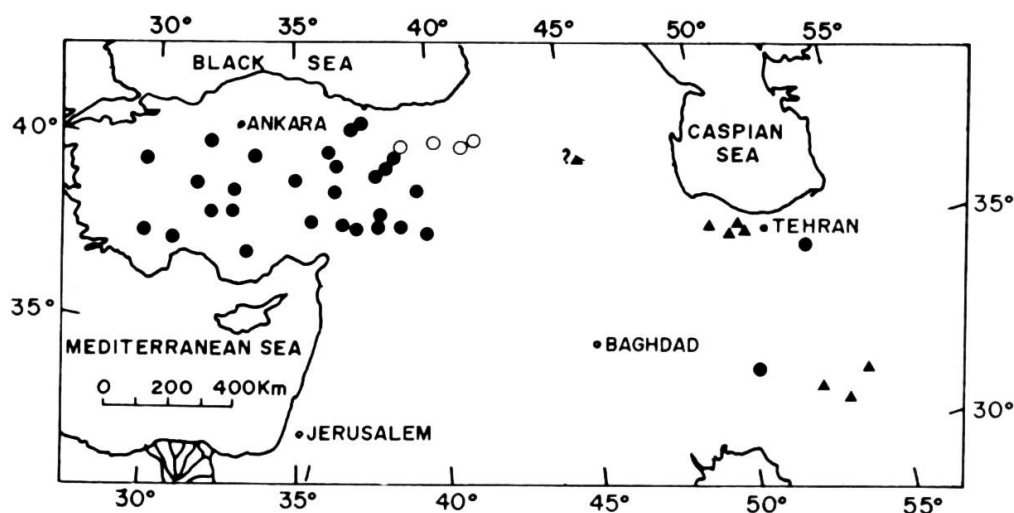 30° 35° 40° 45° 50° 55°
BLACK SEA
40°
ANKARA
CASPIAN
SEA
?
35°
TEHRAN
35°
BAGHDAD
MEDITERRANEAN SEA
0 200 400Km
30°
JERUSALEM
30° 35° 40° 45° 50° 55°